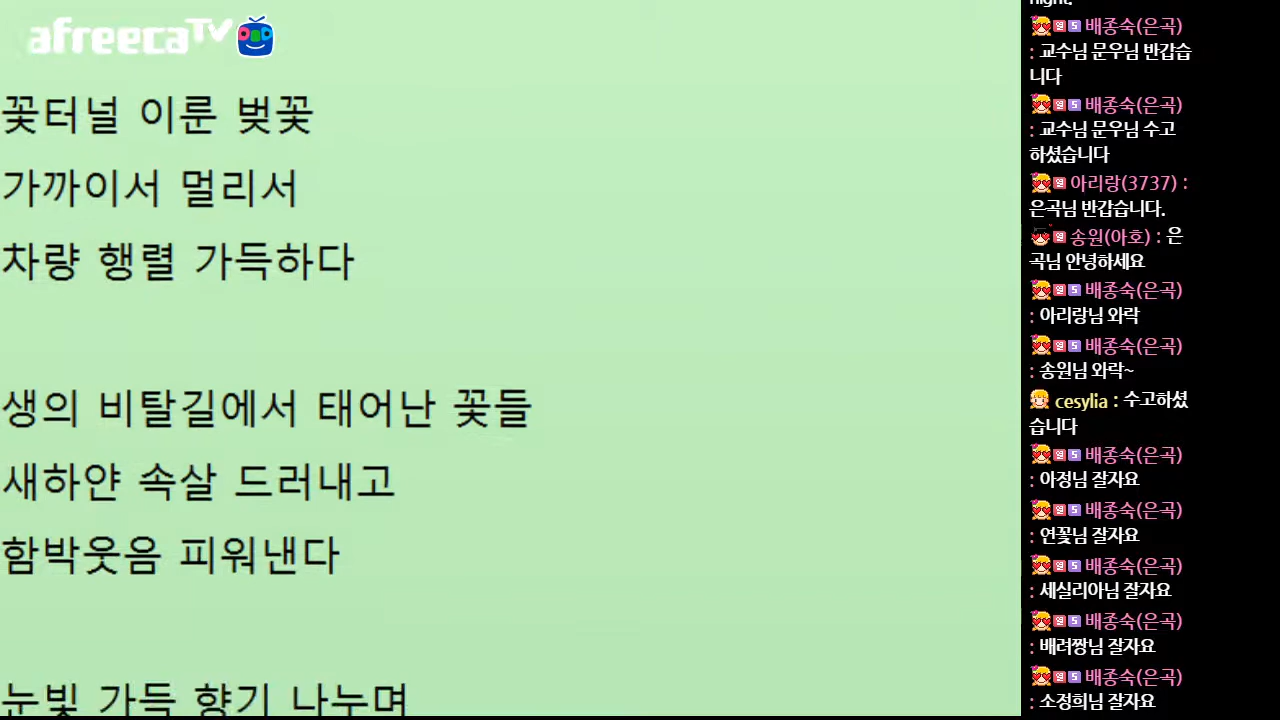 afreecaTV
꽃터널 이룬 벚꽃
가까이서 멀리서
차량 행렬 가득하다
생의 비탈길에서 태어난 꽃들
새하얀 속살 드러내고
함박웃음 피워낸다
눈빛 가득 향기 나누며
night.
배종숙(은곡)
: 교수님 문우님 반갑습
니다
배종숙(은곡)
: 교수님 문우님 수고
하셨습니다
아리랑(3737) :
은곡님 반갑습니다.
송원(아호) : 은
곡님 안녕하세요
배종숙(은곡)
: 아리랑님 와락
배종숙(은곡)
: 송원님 와락~
cesylia : 수고하셨
습니다
배종숙(은곡)
: 아정님 잘자요
배종숙(은곡)
: 연꽃님 잘자요
배종숙(은곡)
: 세실리아님 잘자요
배종숙(은곡)
: 배려짱님 잘자요
배종숙(은곡)
: 소정희님 잘자요